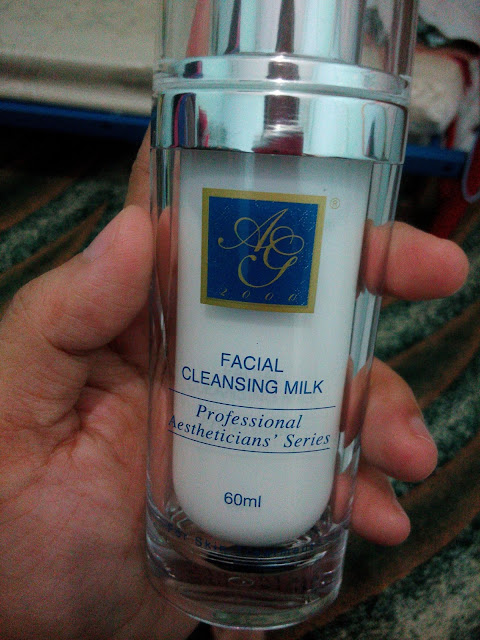 AG
2000
®
FACIAL
CLEANSING MILK
Professional
Aestheticians' Series
60ml